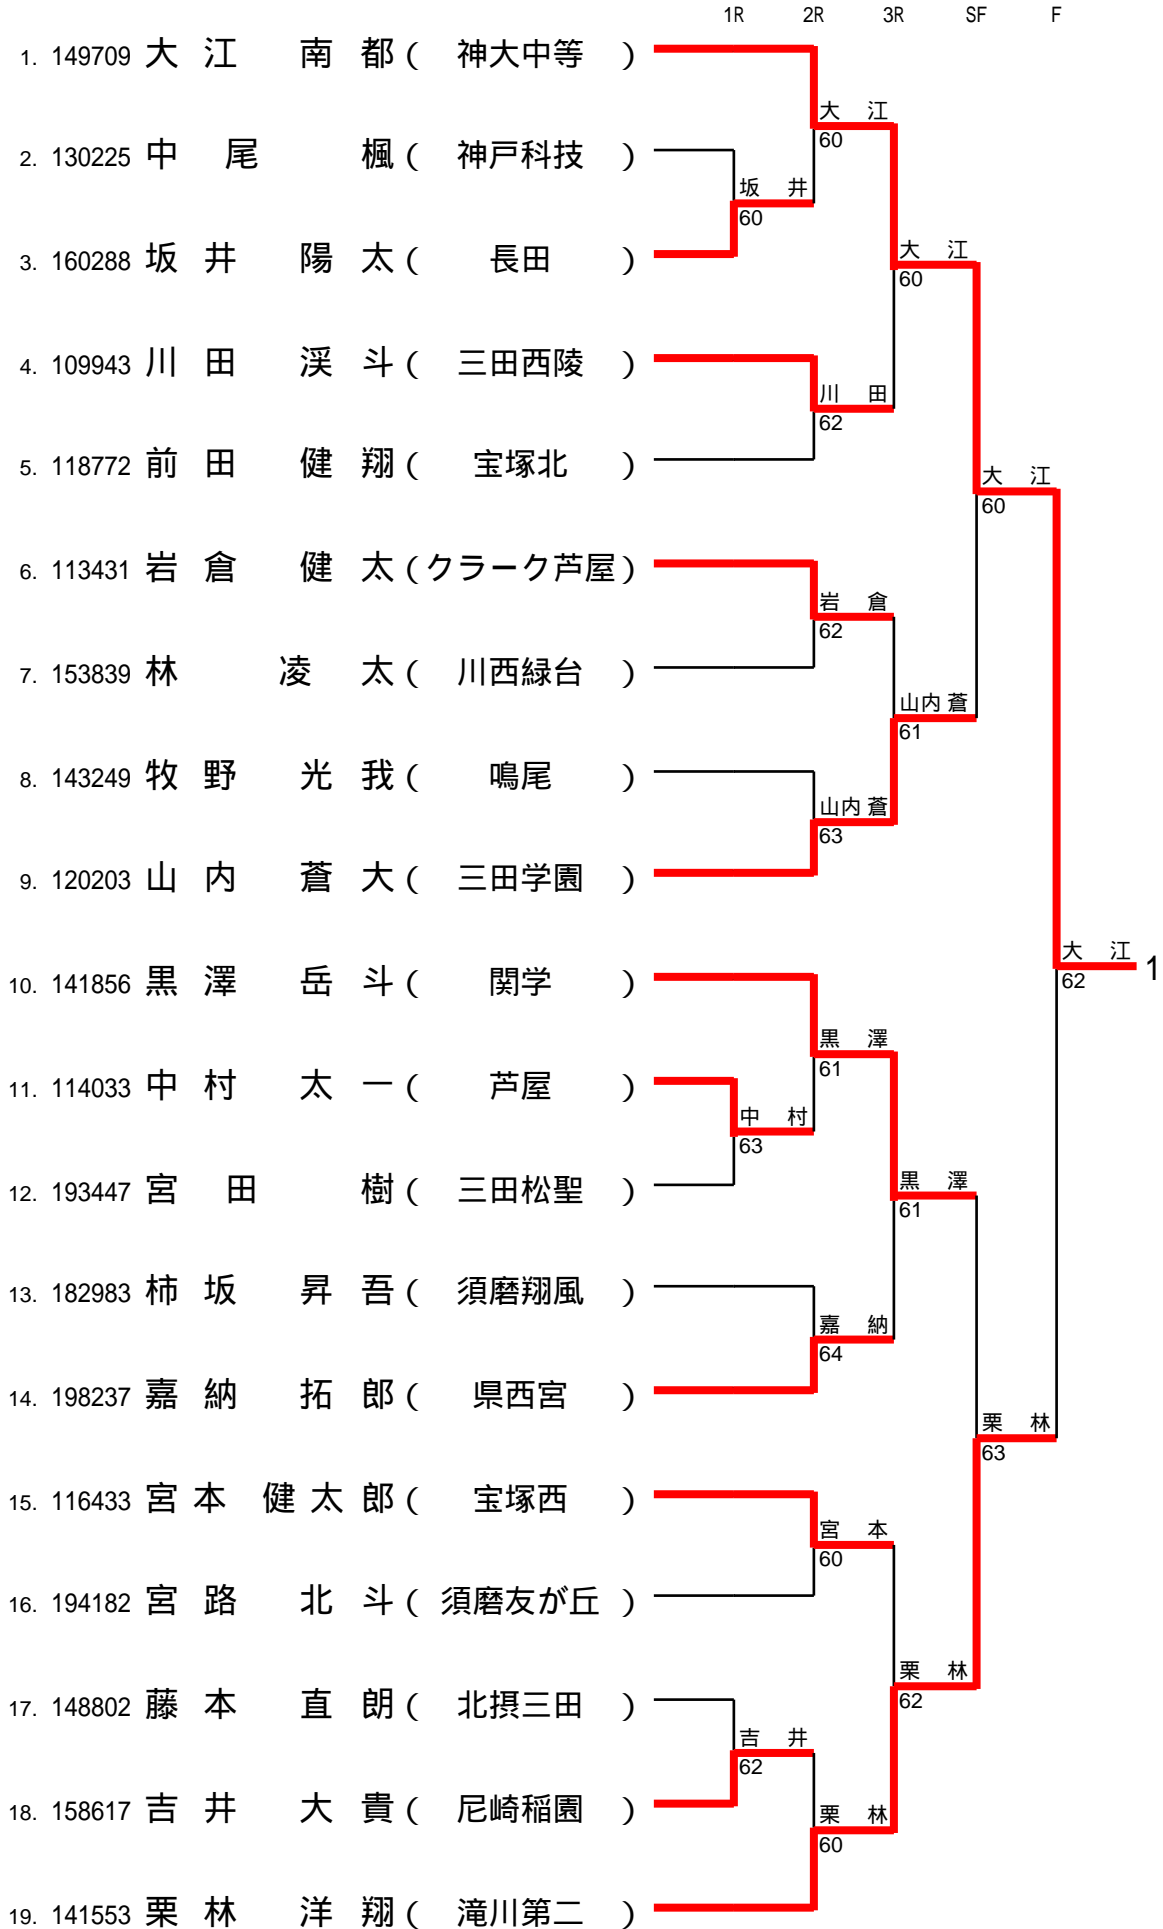 1R 2R 3R SF F
1. 149709 大江 南都 ( 神大中等 )
大江
60
2. 130225 中尾 楓 ( 神戸科技 )
坂井
60
3. 160288 坂井 陽太 ( 長田 )
大江
60
4. 109943 川田 渓斗 ( 三田西陵 )
川田
62
5. 118772 前田 健翔 ( 宝塚北 )
大江
60
6. 113431 岩倉 健太 ( クラーク芦屋 )
岩倉
62
7. 153839 林 凌太 ( 川西緑台 )
山内蒼
61
8. 143249 牧野 光我 ( 鳴尾 )
山内蒼
63
9. 120203 山内 蒼大 ( 三田学園 )
大江 1
62
10. 141856 黒澤 岳斗 ( 関学 )
黒澤
61
11. 114033 中村 太一 ( 芦屋 )
中村
63
12. 193447 宮田 樹 ( 三田松聖 )
黒澤
61
13. 182983 柿坂 昇吾 ( 須磨翔風 )
嘉納
64
14. 198237 嘉納 拓郎 ( 県西宮 )
栗林
63
15. 116433 宮本 健太郎 ( 宝塚西 )
宮本
60
16. 194182 宮路 北斗 ( 須磨友が丘 )
栗林
62
17. 148802 藤本 直朗 ( 北摂三田 )
吉井
62
18. 158617 吉井 大貴 ( 尼崎稲園 )
栗林
60
19. 141553 栗林 洋翔 ( 滝川第二 )